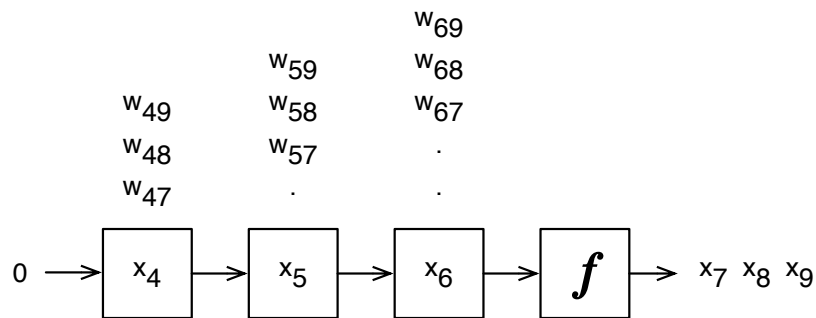 w69
w59 w68
w49 w58 w67
w48 w57 .
w47 . .
0 x4 x5 x6 f x7 x8 x9